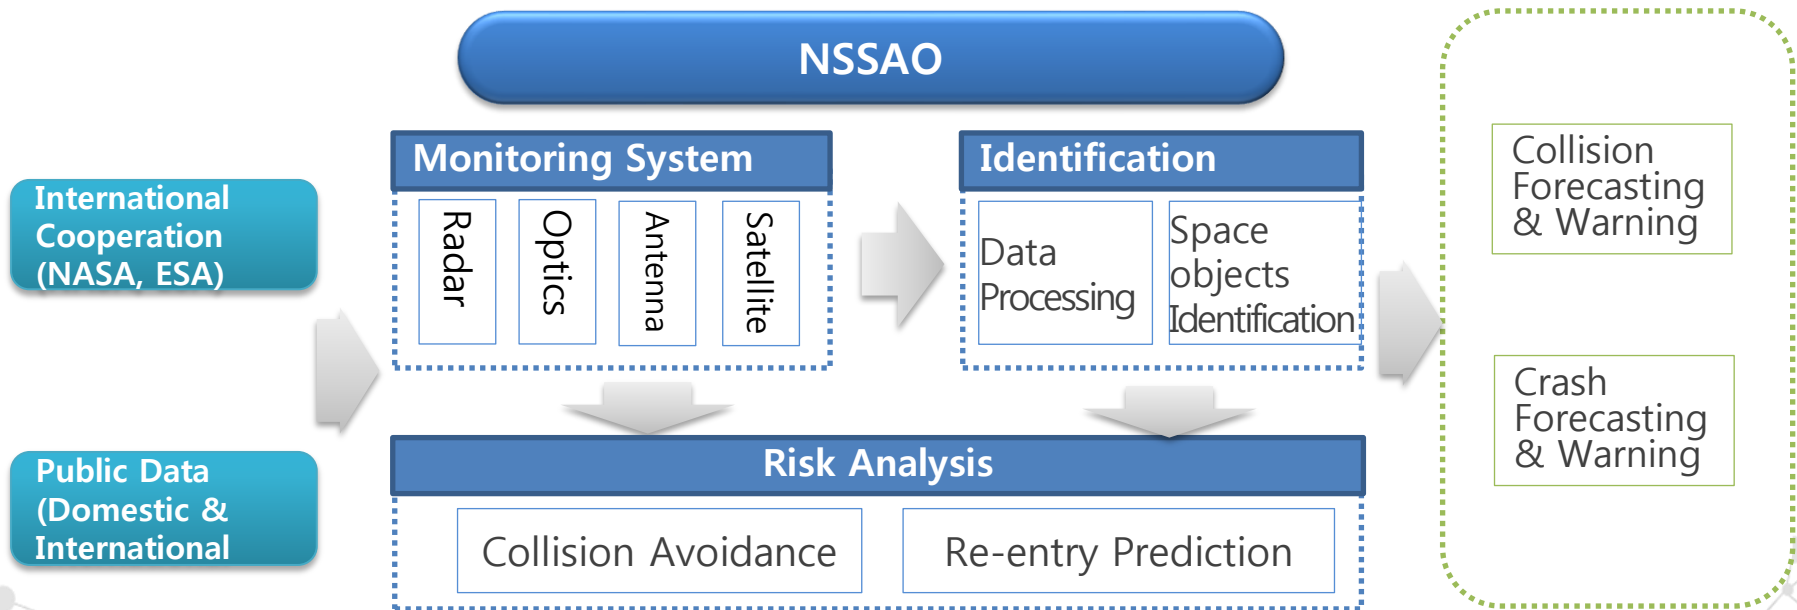 NSSAO
International
Cooperation
(NASA, ESA)
Public Data
(Domestic &
International
Monitoring System
Radar
Optics
Antenna
Satellite
Identification
Data
Processing
Space
objects
Identification
Risk Analysis
Collision Avoidance
Re-entry Prediction
Collision
Forecasting
& Warning
Crash
Forecasting
& Warning